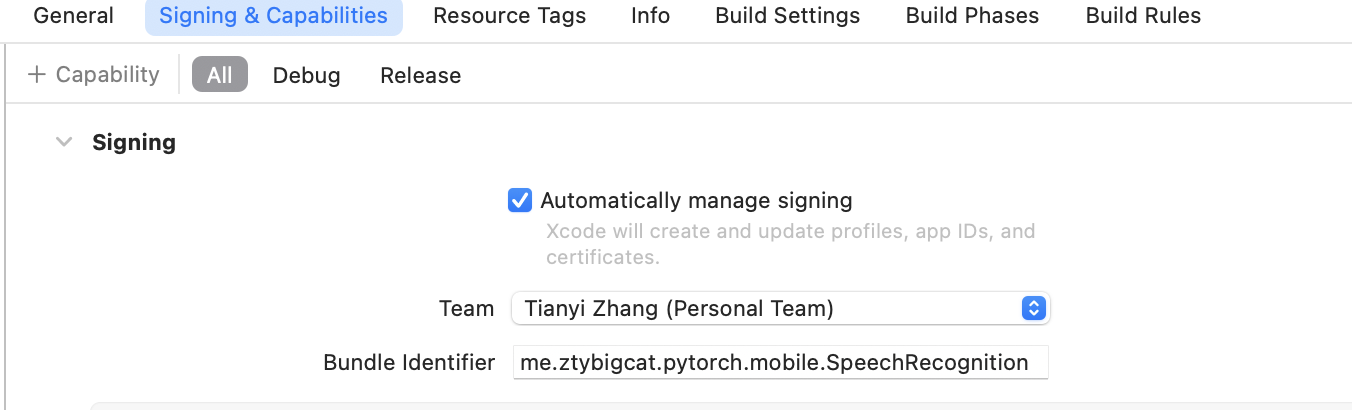 General Signing & Capabilities Resource Tags Info Build Settings Build Phases Build Rules
+ Capability All Debug Release
Signing
Automatically manage signing
Xcode will create and update profiles, app IDs, and
certificates.
Team Tianyi Zhang (Personal Team)
Bundle Identifier me.ztybigcat.pytorch.mobile.SpeechRecognition